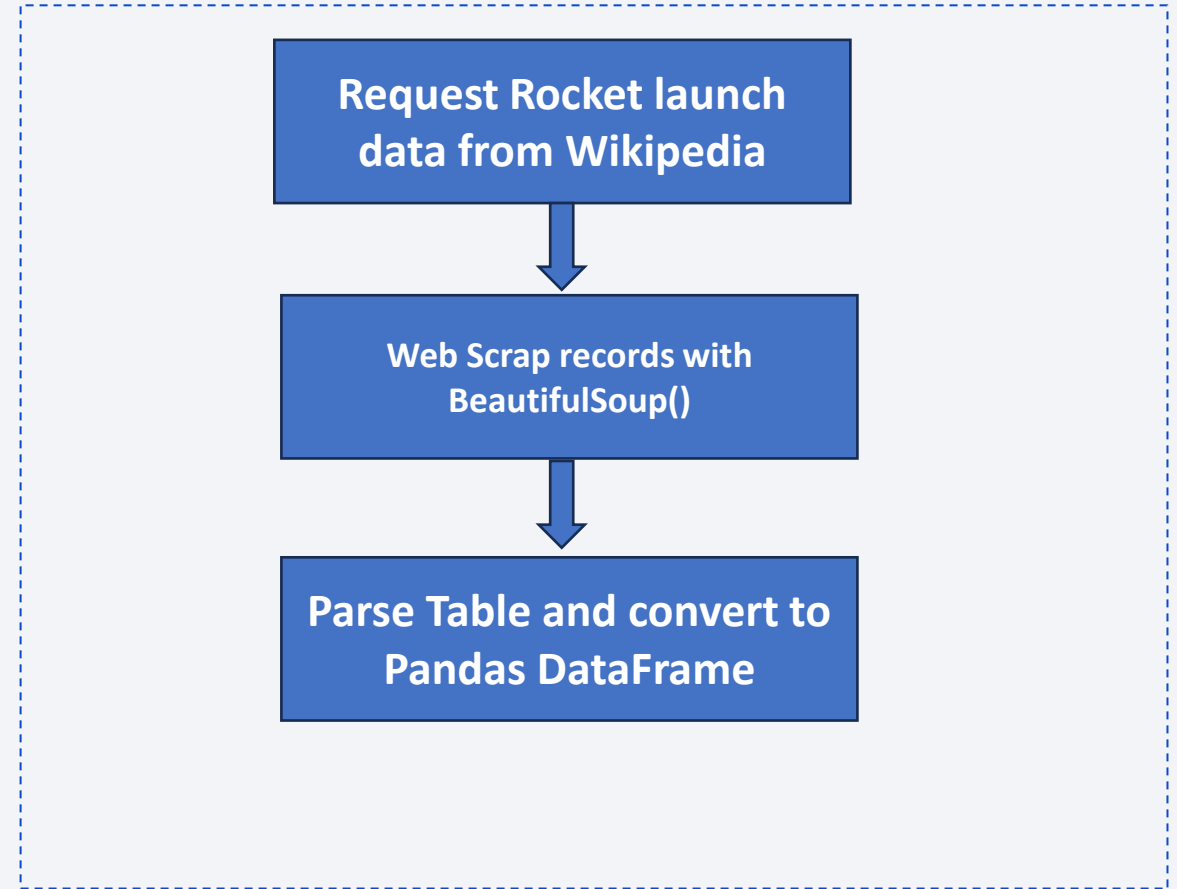 Request Rocket launch
data from Wikipedia
Web Scrap records with
BeautifulSoup()
Parse Table and convert to
Pandas DataFrame